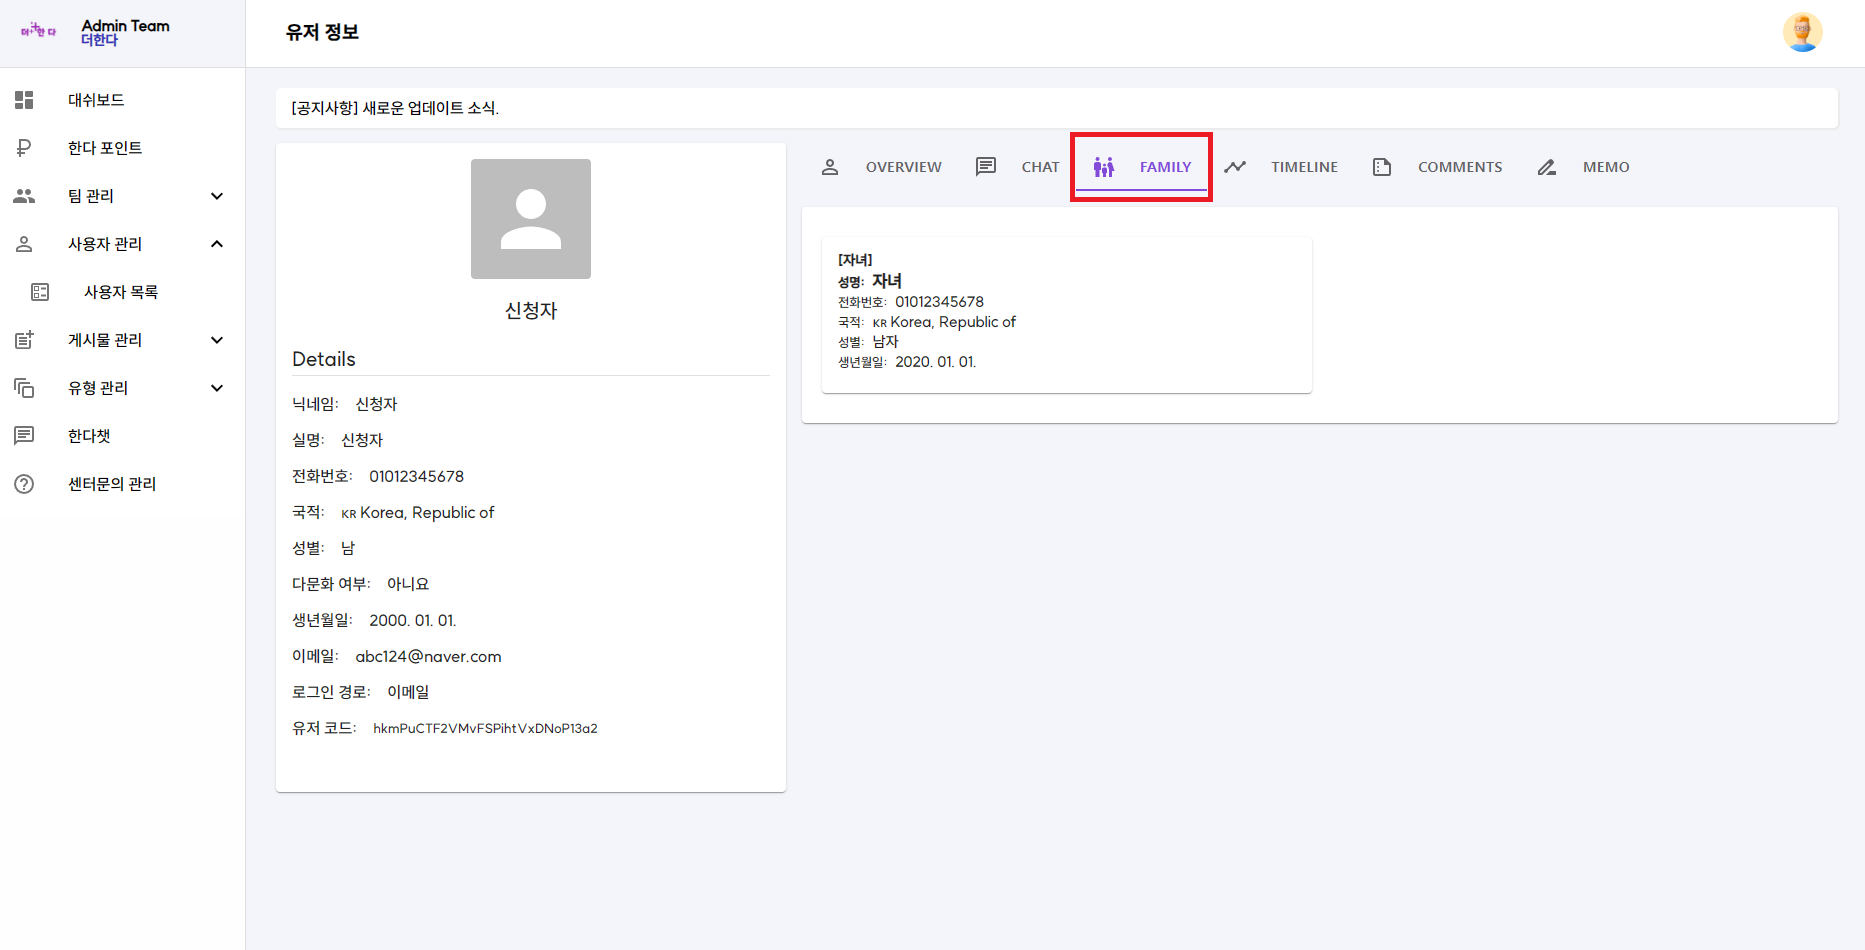 더한다
Admin Team
더한다
유저 정보
대쉬보드
한다 포인트
팀 관리
사용자 관리
사용자 목록
게시물 관리
유형 관리
한다챗
센터문의 관리
[공지사항] 새로운 업데이트 소식.
신청자
Details
닉네임: 신청자
실명: 신청자
전화번호: 01012345678
국적: KR Korea, Republic of
성별: 남
다문화 여부: 아니요
생년월일: 2000. 01. 01.
이메일: abc124@naver.com
로그인 경로: 이메일
유저 코드: hkmPuCTF2VMvFSPihtVxDNoP13a2
OVERVIEW CHAT FAMILY TIMELINE COMMENTS MEMO
[자녀]
성명: 자녀
전화번호: 01012345678
국적: KR Korea, Republic of
성별: 남자
생년월일: 2020. 01. 01.